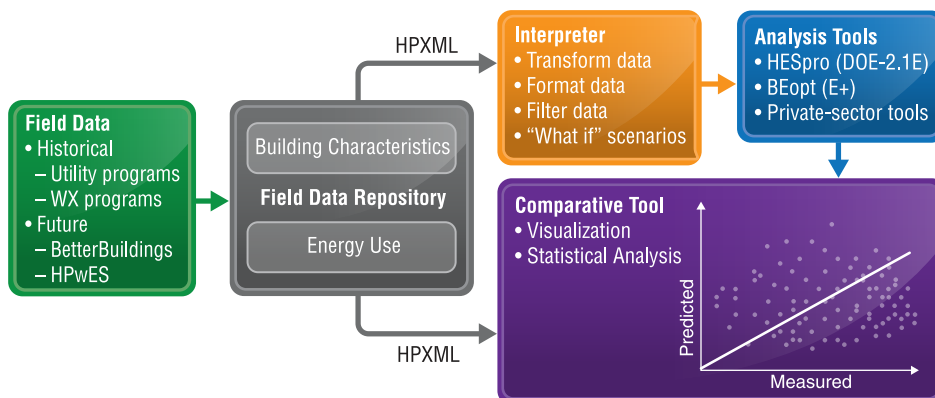 Field Data
• Historical
– Utility programs
– WX programs
• Future
– BetterBuildings
– HPwES
Building Characteristics
Field Data Repository
Energy Use
HPXML
HPXML
Interpreter
• Transform data
• Format data
• Filter data
• “What if” scenarios
Analysis Tools
• HESpro (DOE-2.1E)
• BEopt (E+)
• Private-sector tools
Comparative Tool
• Visualization
• Statistical Analysis
Predicted
Measured